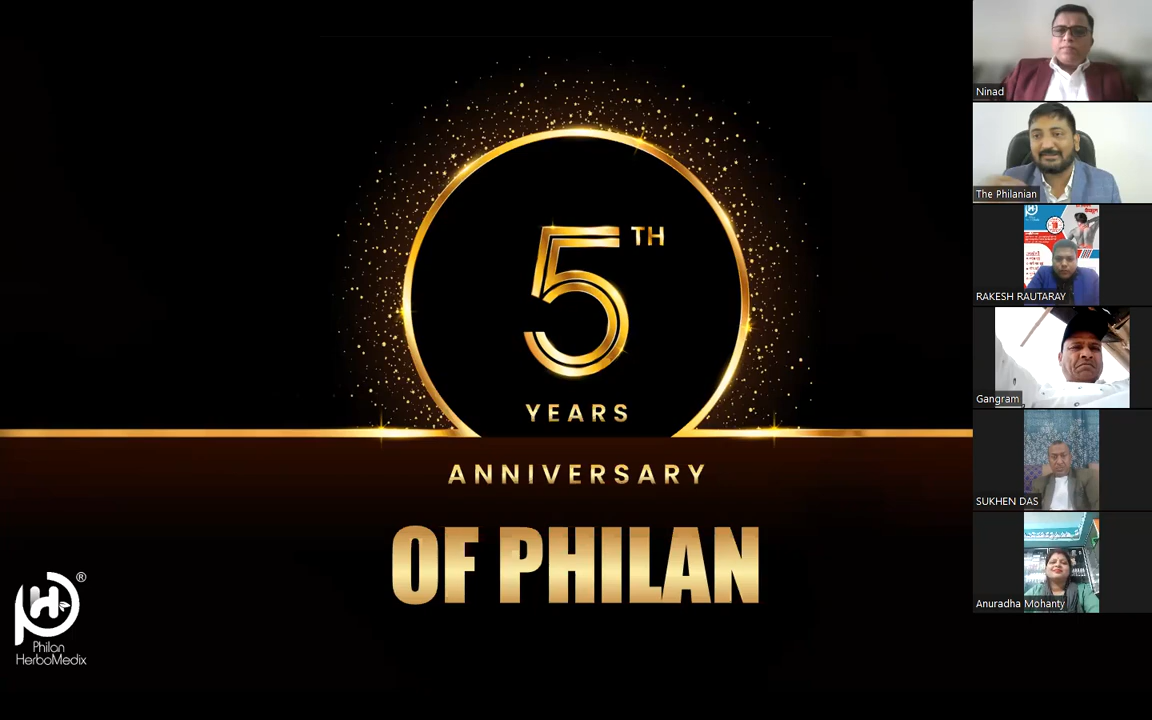 5TH
YEARS
ANNIVERSARY
OF PHILAN
H
®
Philan
HerboMedix
Ninad
The Philanian
RAKESH RAUTARAY
Gangram
SUKHEN DAS
Anuradha Mohanty